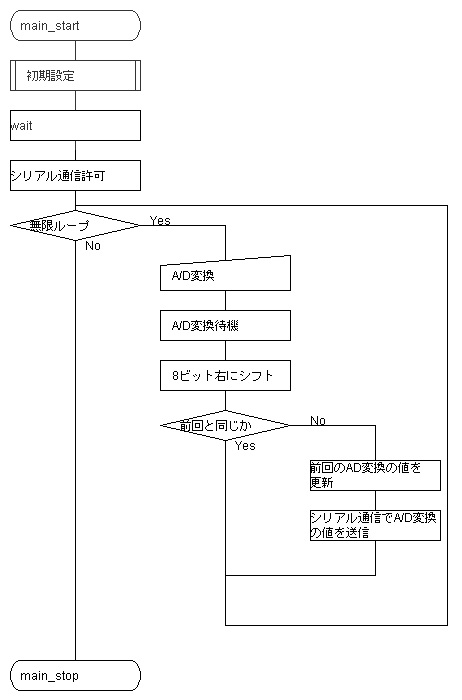 main_start
初期設定
wait
シリアル通信許可
無限ループ
Yes
No
A/D変換
A/D変換待機
8ビット右にシフト
前回と同じか
No
Yes
前回のAD変換の値を
更新
シリアル通信でA/D変換
の値を送信
main_stop